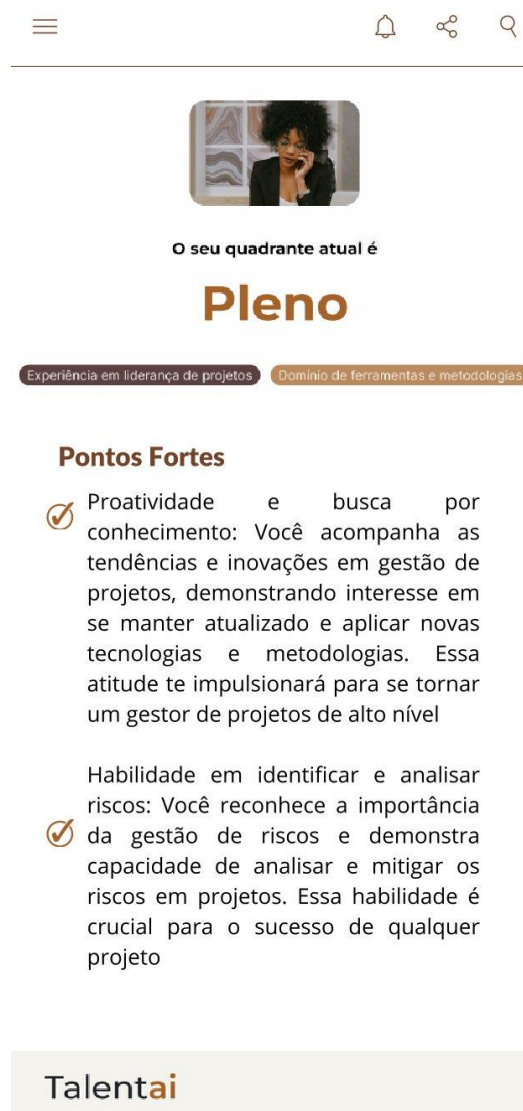 O seu quadrante atual é
Pleno
Experiência em liderança de projetos
Domínio de ferramentas e metodologias
Pontos Fortes
Proatividade e busca por
conhecimento: Você acompanha as
tendências e inovações em gestão de
projetos, demonstrando interesse em
se manter atualizado e aplicar novas
tecnologias e metodologias. Essa
atitude te impulsionará para se tornar
um gestor de projetos de alto nível
Habilidade em identificar e analisar
riscos: Você reconhece a importância
da gestão de riscos e demonstra
capacidade de analisar e mitigar os
riscos em projetos. Essa habilidade é
crucial para o sucesso de qualquer
projeto
Talentai